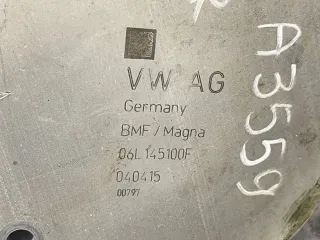 VW AG
Germany
BMF / Magna
06L 145100F
040415
00797
A3559